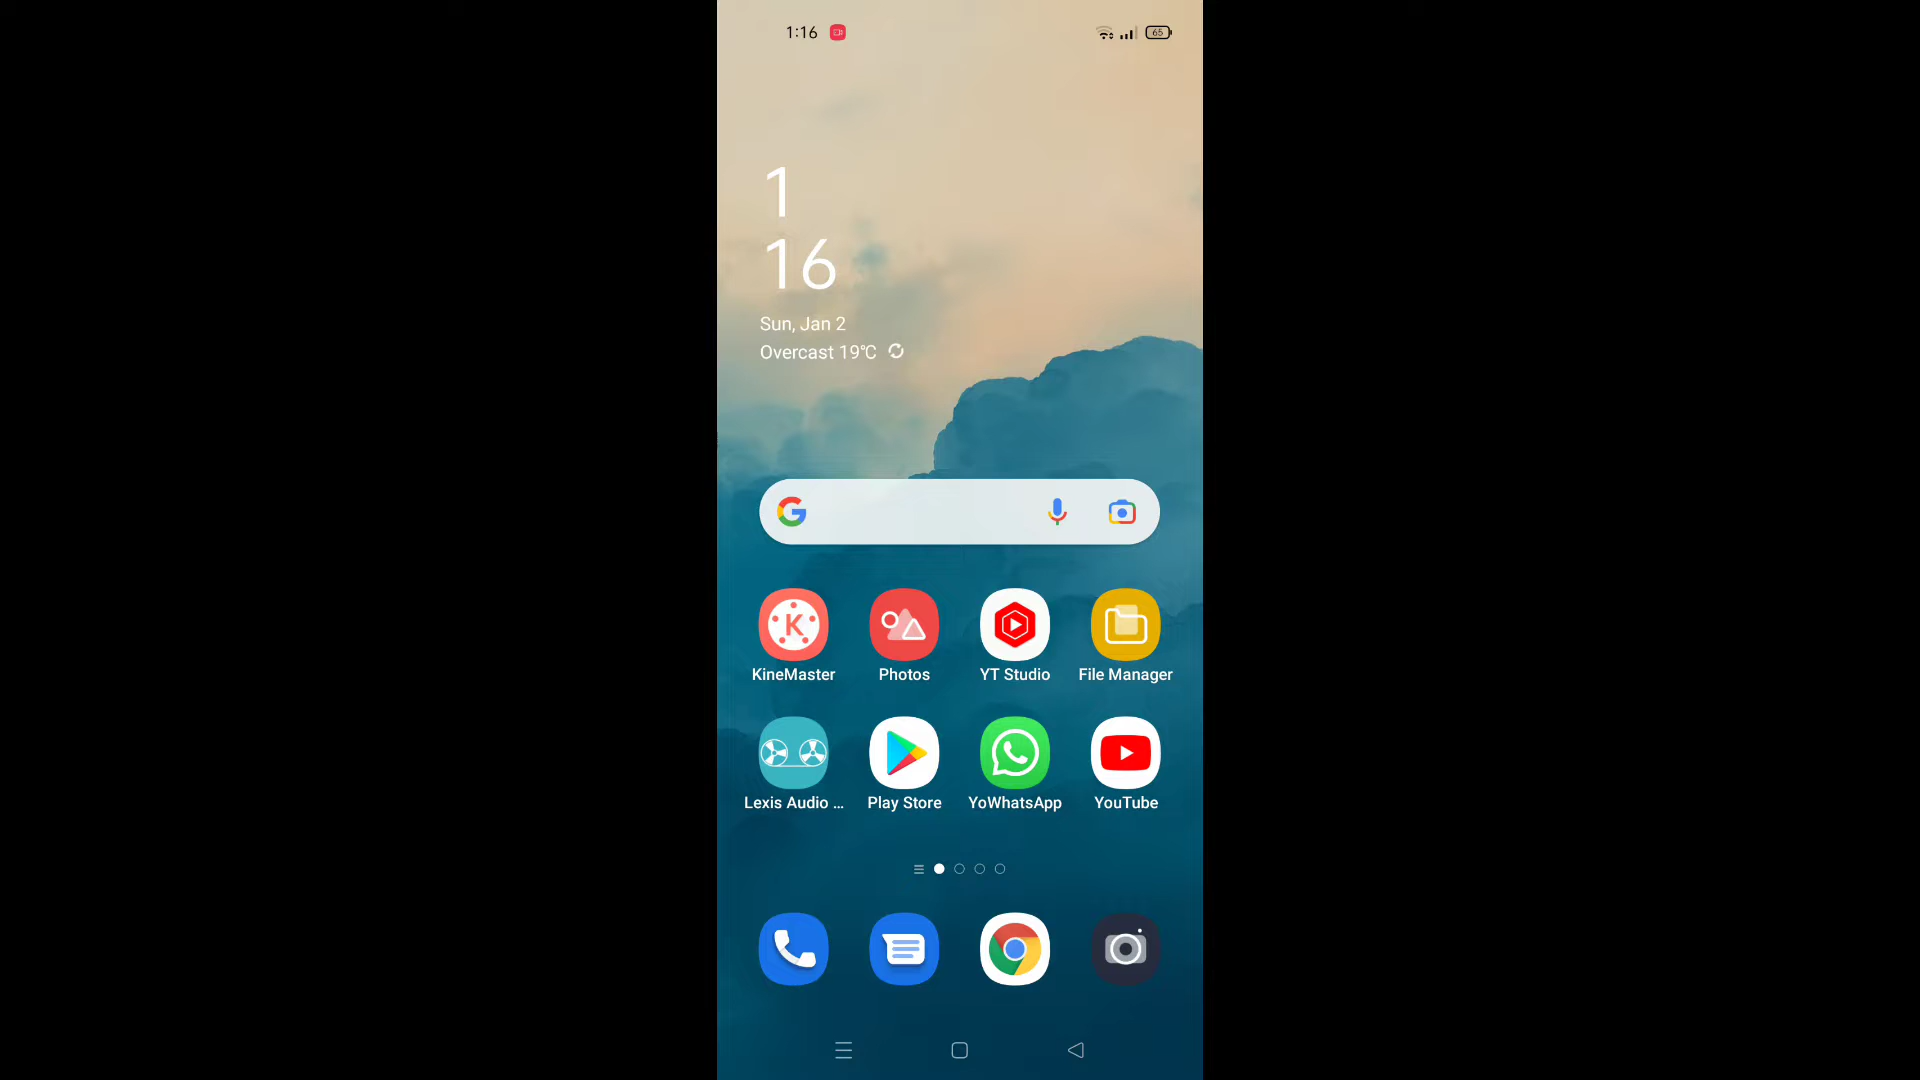 1:16
65
1
16
Sun, Jan 2
Overcast 19°C
KineMaster
Photos
YT Studio
File Manager
Lexis Audio ...
Play Store
YoWhatsApp
YouTube